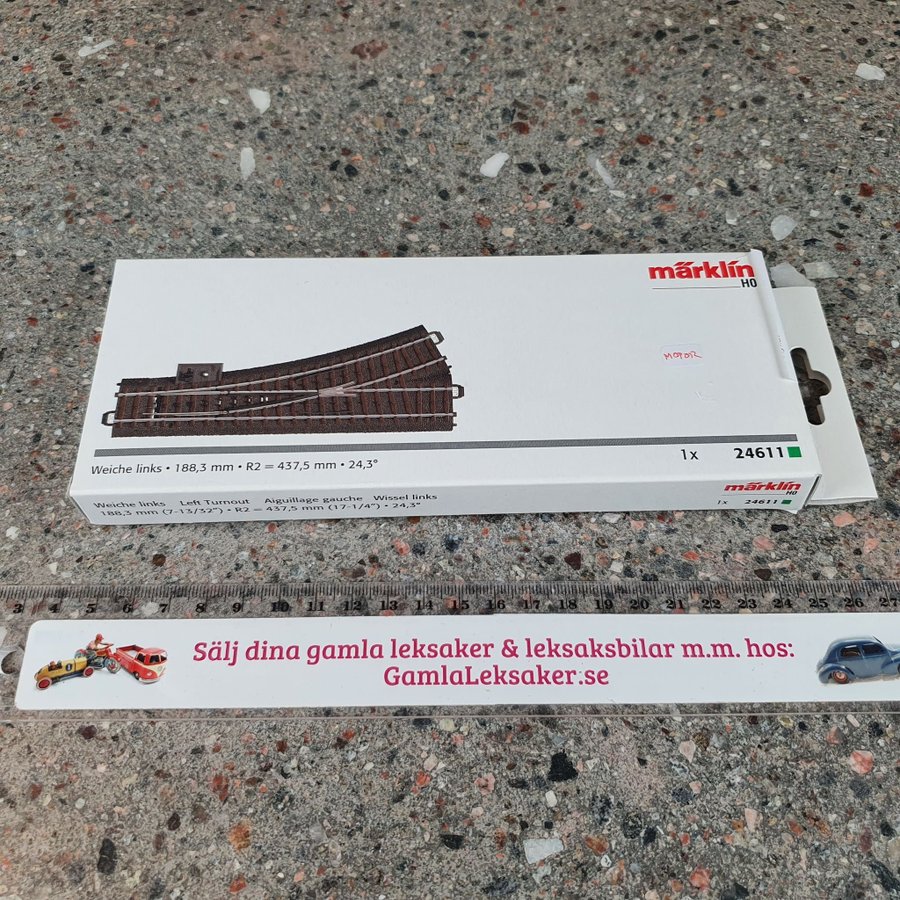 märklin
H0
MOTOR
1x 24611
Weiche links • 188,3 mm • R2 = 437,5 mm • 24,3°
märklin
H0
Weiche links Left Turnout Aiguillage gauche Wissel links
1x 24611
188,3 mm (7-13/32") • R2 = 437,5 mm (17-1/4") • 24,3°
3 4 5 6 7 8 9 10 11 12 13 14 15 16 17 18 19 20 21 22 23 24 25 26 27
Sälj dina gamla leksaker & leksaksbilar m.m. hos:
GamlaLeksaker.se